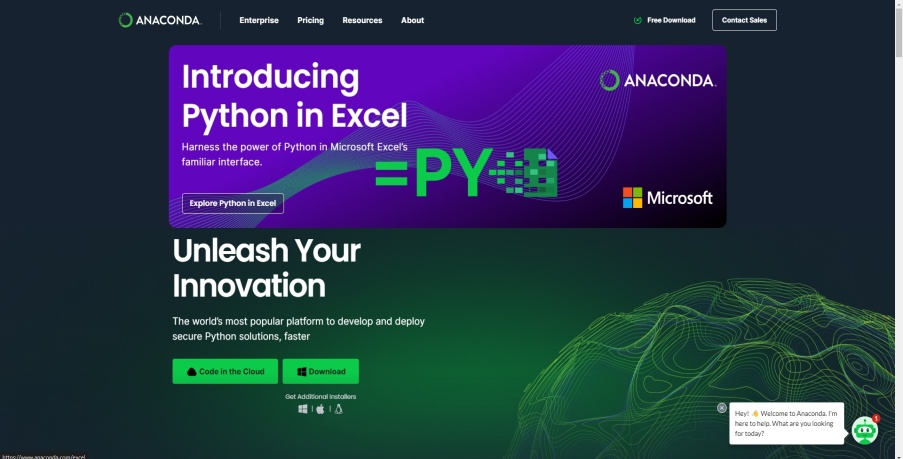 ANACONDA.
Enterprise
Pricing
Resources
About
Free Download
Contact Sales
Introducing
Python in Excel
Harness the power of Python in Microsoft Excel's
familiar interface.
Explore Python in Excel
=PY
ANACONDA.
Microsoft
Unleash Your
Innovation
The world's most popular platform to develop and deploy
secure Python solutions, faster
Code in the Cloud
Download
Get Additional Installers
Hey! 👋 Welcome to Anaconda. I'm
here to help. What are you looking
for today?
1
https://www.anaconda.com/excel